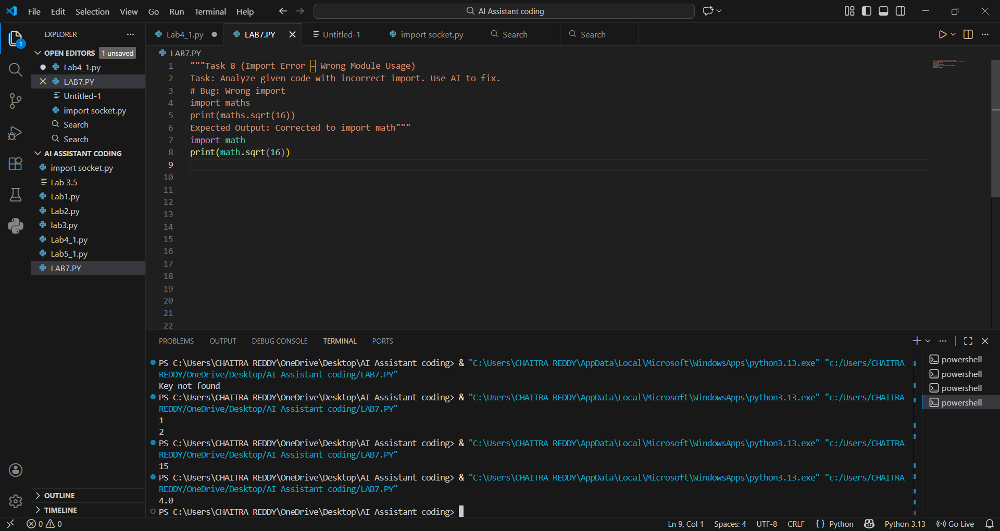 File Edit Selection View Go Run Terminal Help
AI Assistant coding
EXPLORER
OPEN EDITORS 1 unsaved
Lab4_1.py
LAB7.PY
Untitled-1
import socket.py
Search
Search
AI ASSISTANT CODING
import socket.py
Lab 3.5
Lab1.py
Lab2.py
lab3.py
Lab4_1.py
Lab5_1.py
LAB7.PY
OUTLINE
TIMELINE
1
Lab4_1.py LAB7.PY Untitled-1 import socket.py Search Search
LAB7.PY
1 """Task 8 (Import Error – Wrong Module Usage)
2 Task: Analyze given code with incorrect import. Use AI to fix.
3 # Bug: Wrong import
4 import maths
5 print(maths.sqrt(16))
6 Expected Output: Corrected to import math"""
7 import math
8 print(math.sqrt(16))
9
10
11
12
13
14
15
16
17
18
19
20
21
22
PROBLEMS OUTPUT DEBUG CONSOLE TERMINAL PORTS
PS C:\Users\CHAITRA REDDY\OneDrive\Desktop\AI Assistant coding> & "C:\Users\CHAITRA REDDY\AppData\Local\Microsoft\WindowsApps\python3.13.exe" "c:/Users/CHAITRA
REDDY/OneDrive/Desktop/AI Assistant coding/LAB7.PY"
Key not found
PS C:\Users\CHAITRA REDDY\OneDrive\Desktop\AI Assistant coding> & "C:\Users\CHAITRA REDDY\AppData\Local\Microsoft\WindowsApps\python3.13.exe" "c:/Users/CHAITRA
REDDY/OneDrive/Desktop/AI Assistant coding/LAB7.PY"
1
2
PS C:\Users\CHAITRA REDDY\OneDrive\Desktop\AI Assistant coding> & "C:\Users\CHAITRA REDDY\AppData\Local\Microsoft\WindowsApps\python3.13.exe" "c:/Users/CHAITRA
REDDY/OneDrive/Desktop/AI Assistant coding/LAB7.PY"
15
PS C:\Users\CHAITRA REDDY\OneDrive\Desktop\AI Assistant coding> & "C:\Users\CHAITRA REDDY\AppData\Local\Microsoft\WindowsApps\python3.13.exe" "c:/Users/CHAITRA
REDDY/OneDrive/Desktop/AI Assistant coding/LAB7.PY"
4.0
PS C:\Users\CHAITRA REDDY\OneDrive\Desktop\AI Assistant coding>
powershell
powershell
powershell
powershell
0 0
Ln 9, Col 1 Spaces: 4 UTF-8 CRLF {} Python Python 3.13 Go Live